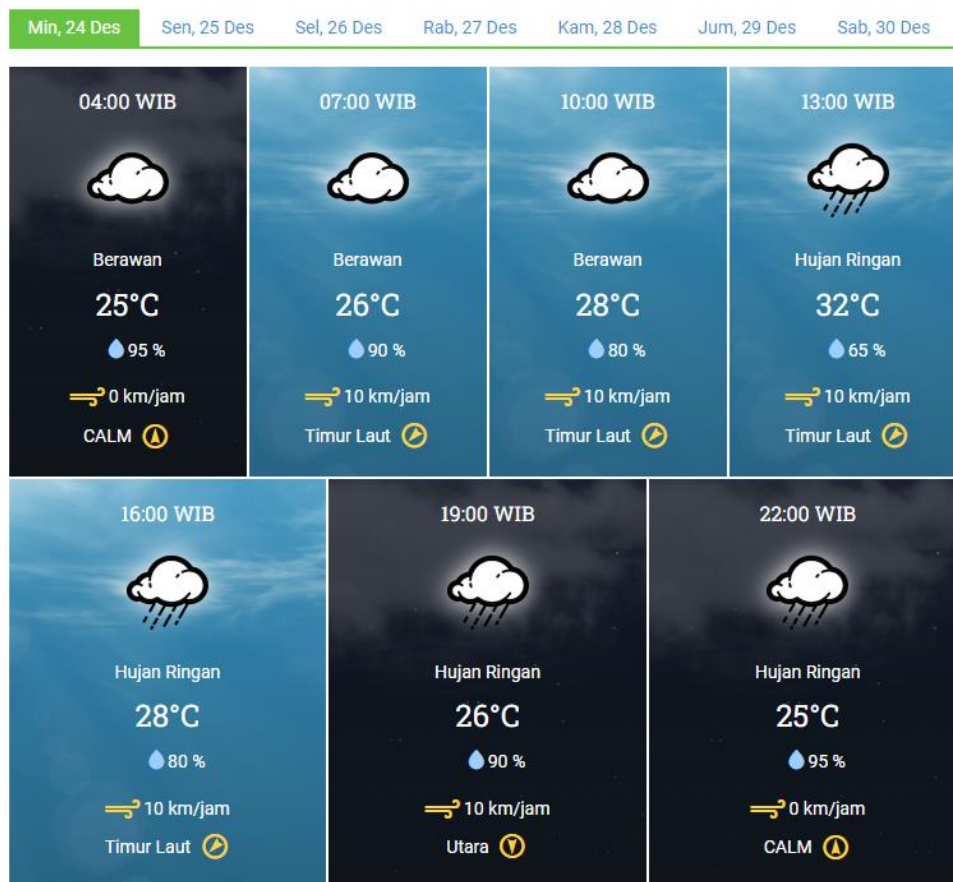 Min, 24 Des Sen, 25 Des Sel, 26 Des Rab, 27 Des Kam, 28 Des Jum, 29 Des Sab, 30 Des
04:00 WIB
Berawan
25°C
95 %
0 km/jam
CALM
07:00 WIB
Berawan
26°C
90 %
10 km/jam
Timur Laut
10:00 WIB
Berawan
28°C
80 %
10 km/jam
Timur Laut
13:00 WIB
Hujan Ringan
32°C
65 %
10 km/jam
Timur Laut
16:00 WIB
Hujan Ringan
28°C
80 %
10 km/jam
Timur Laut
19:00 WIB
Hujan Ringan
26°C
90 %
10 km/jam
Utara
22:00 WIB
Hujan Ringan
25°C
95 %
0 km/jam
CALM